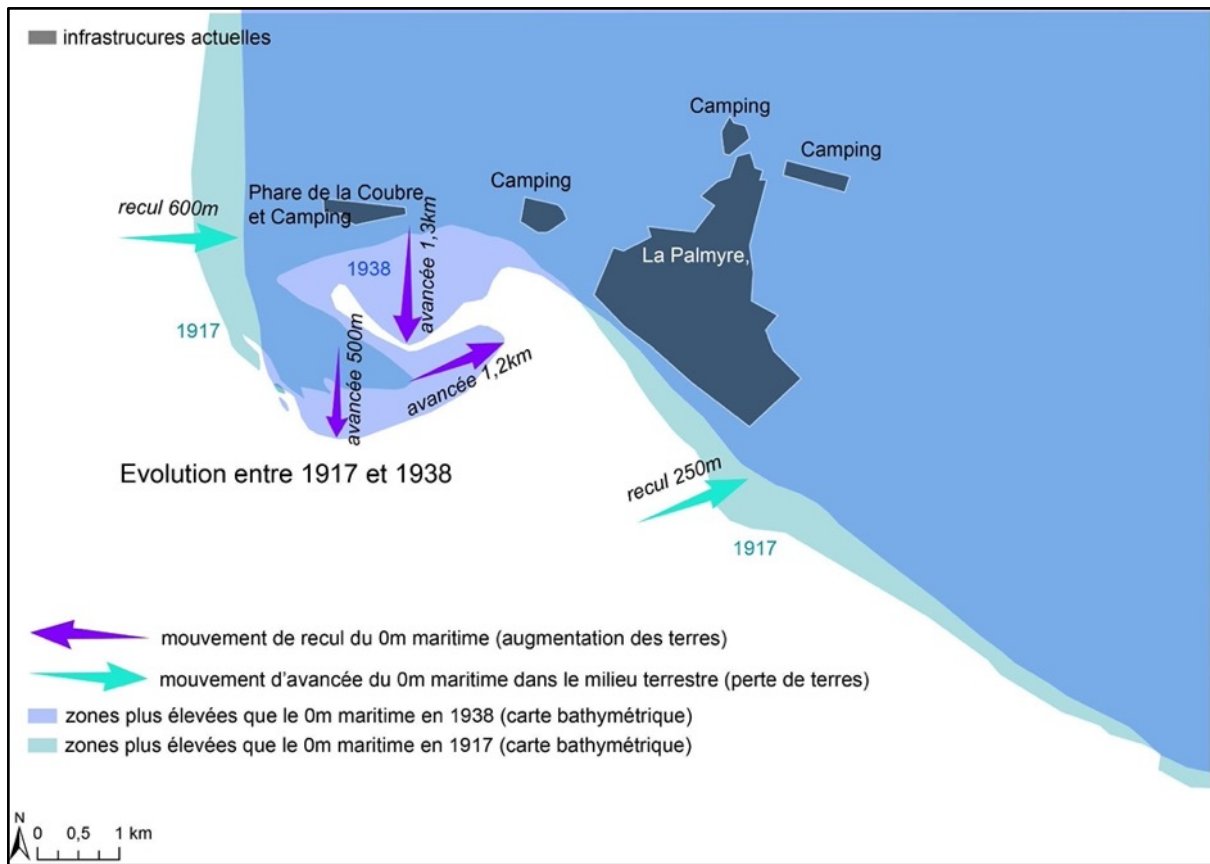 infrastrucures actuelles
Camping
Camping
Camping
Phare de la Coubre
et Camping
recul 600m
avancée 1,3km
La Palmyre,
1938
1917
avancée 500m
avancée 1,2km
Evolution entre 1917 et 1938
recul 250m
1917
mouvement de recul du 0m maritime (augmentation des terres)
mouvement d'avancée du 0m maritime dans le milieu terrestre (perte de terres)
zones plus élevées que le 0m maritime en 1938 (carte bathymétrique)
zones plus élevées que le 0m maritime en 1917 (carte bathymétrique)
N
0 0,5 1 km